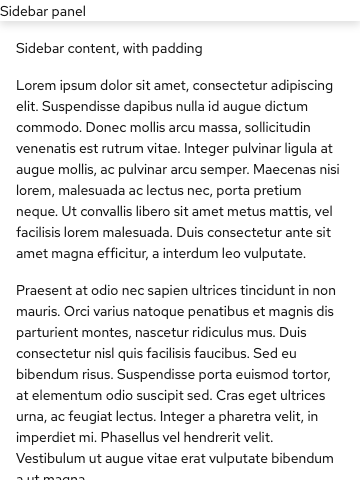 Sidebar panel
Sidebar content, with padding
Lorem ipsum dolor sit amet, consectetur adipiscing
elit. Suspendisse dapibus nulla id augue dictum
commodo. Donec mollis arcu massa, sollicitudin
venenatis est rutrum vitae. Integer pulvinar ligula at
augue mollis, ac pulvinar arcu semper. Maecenas nisi
lorem, malesuada ac lectus nec, porta pretium
neque. Ut convallis libero sit amet metus mattis, vel
facilisis lorem malesuada. Duis consectetur ante sit
amet magna efficitur, a interdum leo vulputate.
Praesent at odio nec sapien ultrices tincidunt in non
mauris. Orci varius natoque penatibus et magnis dis
parturient montes, nascetur ridiculus mus. Duis
consectetur nisl quis facilisis faucibus. Sed eu
bibendum risus. Suspendisse porta euismod tortor,
at elementum odio suscipit sed. Cras eget ultrices
urna, ac feugiat lectus. Integer a pharetra velit, in
imperdiet mi. Phasellus vel hendrerit velit.
Vestibulum ut augue vitae erat vulputate bibendum
a ut magna.